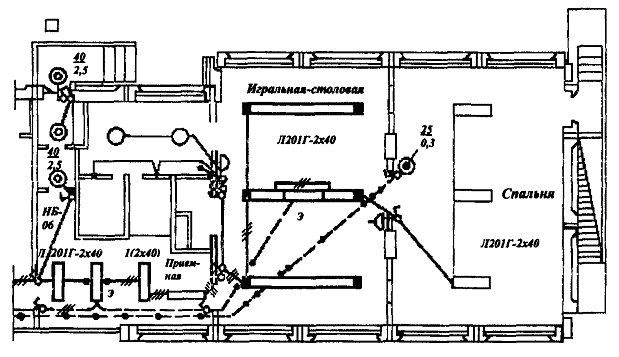 40
2,5
Игральная-столовая
Л201Г-2х40
25
0,3
40
2,5
НБ-
06
Э
Спальня
Л201Г-2х40
Л201Г-2х40
1(2х40)
Прием-
ная
Э